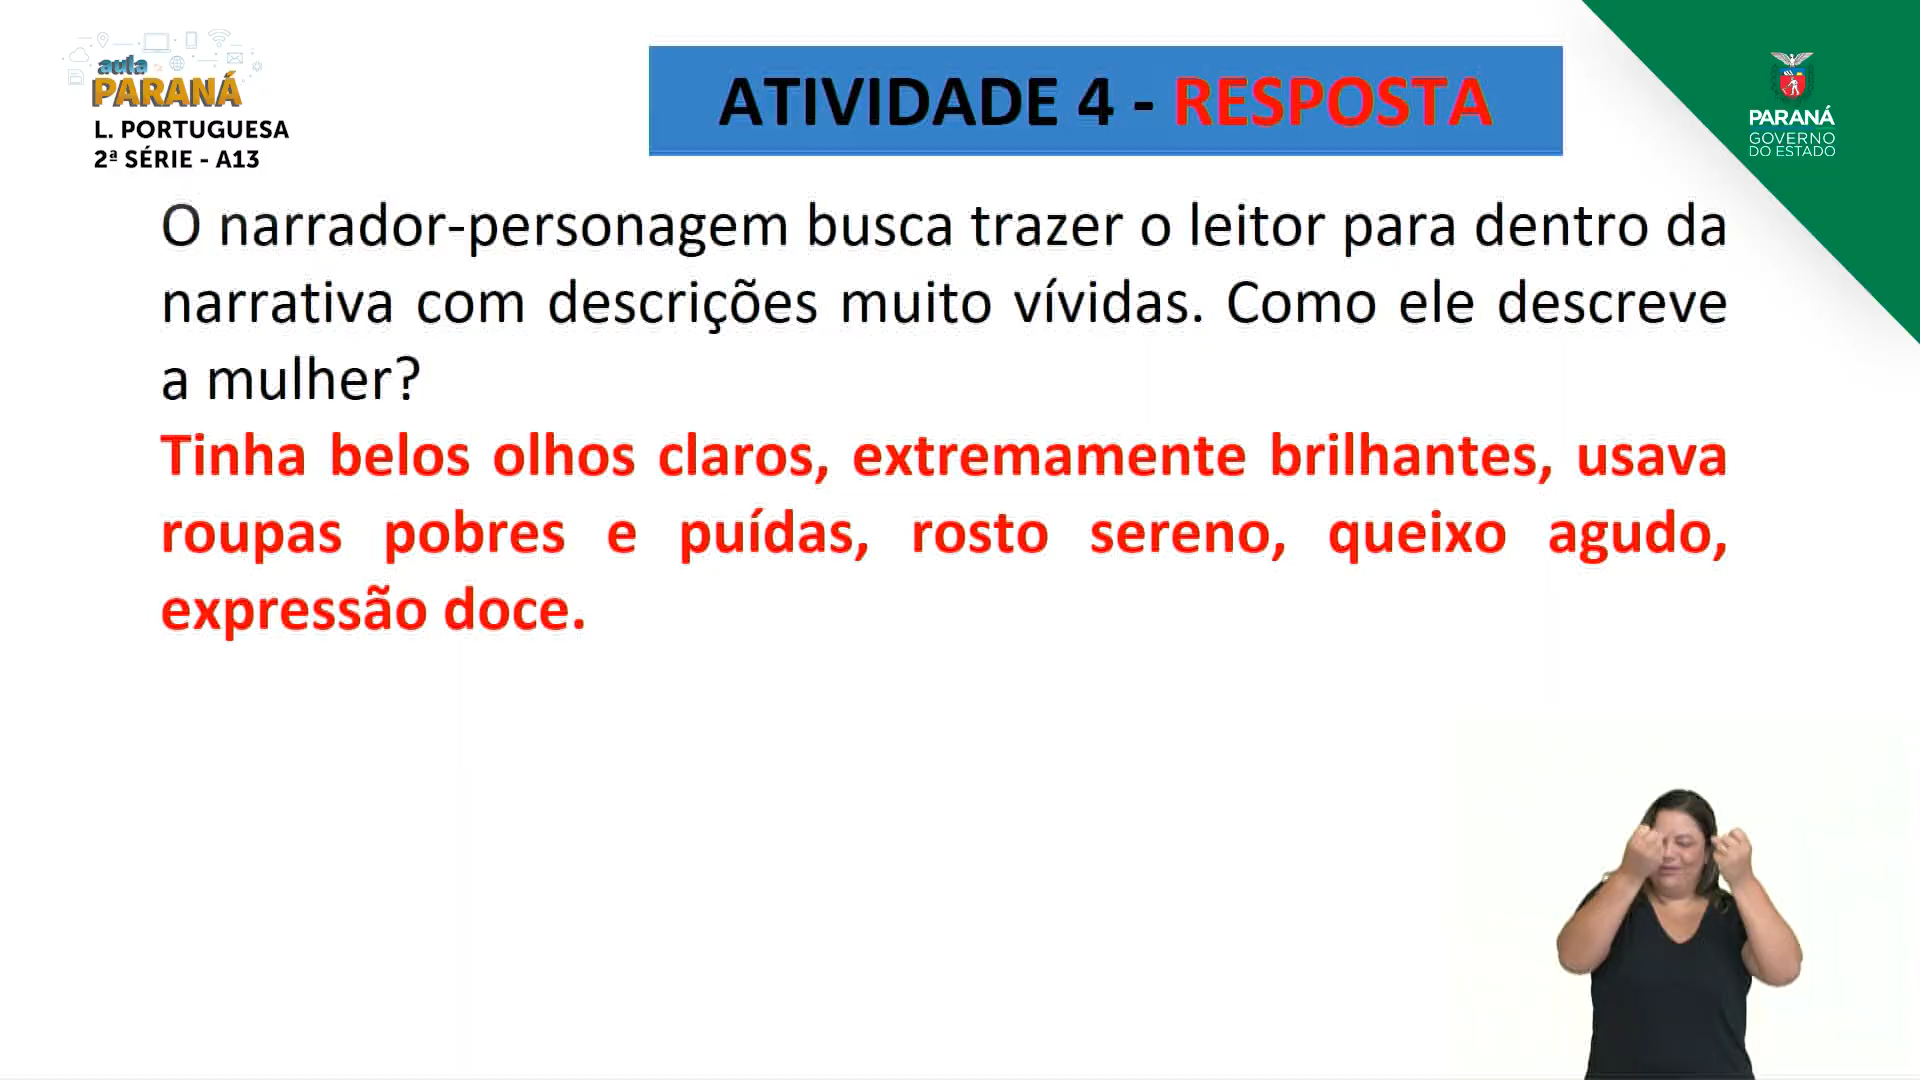 aula
PARANÁ
L. PORTUGUESA
2ª SÉRIE - A13
ATIVIDADE 4 - RESPOSTA
PARANÁ
GOVERNO
DO ESTADO
O narrador-personagem busca trazer o leitor para dentro da
narrativa com descrições muito vívidas. Como ele descreve
a mulher?
Tinha belos olhos claros, extremamente brilhantes, usava
roupas pobres e puídas, rosto sereno, queixo agudo,
expressão doce.